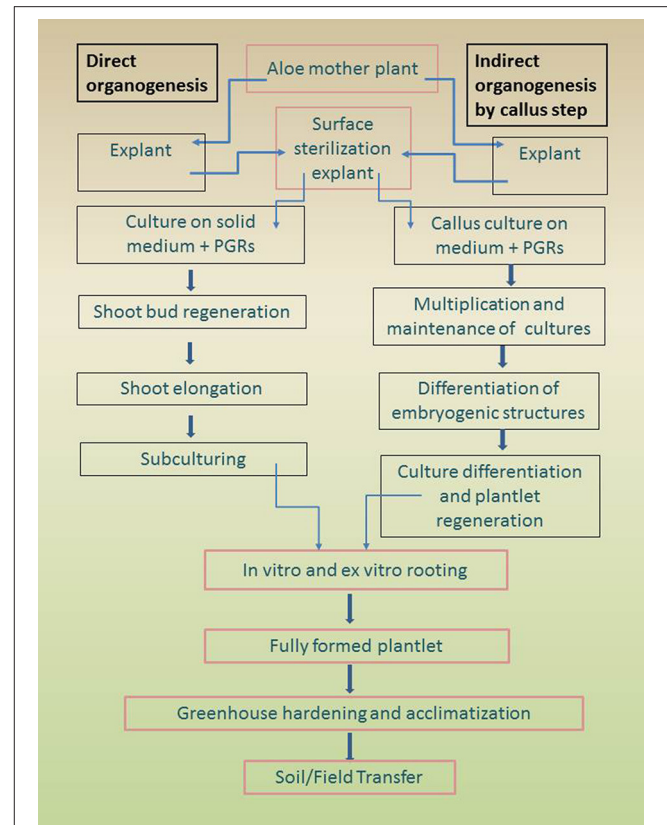 Direct
organogenesis
Aloe mother plant
Indirect
organogenesis
by callus step
Explant
Surface
sterilization
explant
Explant
Culture on solid
medium + PGRs
Callus culture on
medium + PGRs
Shoot bud regeneration
Multiplication and
maintenance of cultures
Shoot elongation
Differentiation of
embryogenic structures
Subculturing
Culture differentiation
and plantlet
regeneration
In vitro and ex vitro rooting
Fully formed plantlet
Greenhouse hardening and acclimatization
Soil/Field Transfer